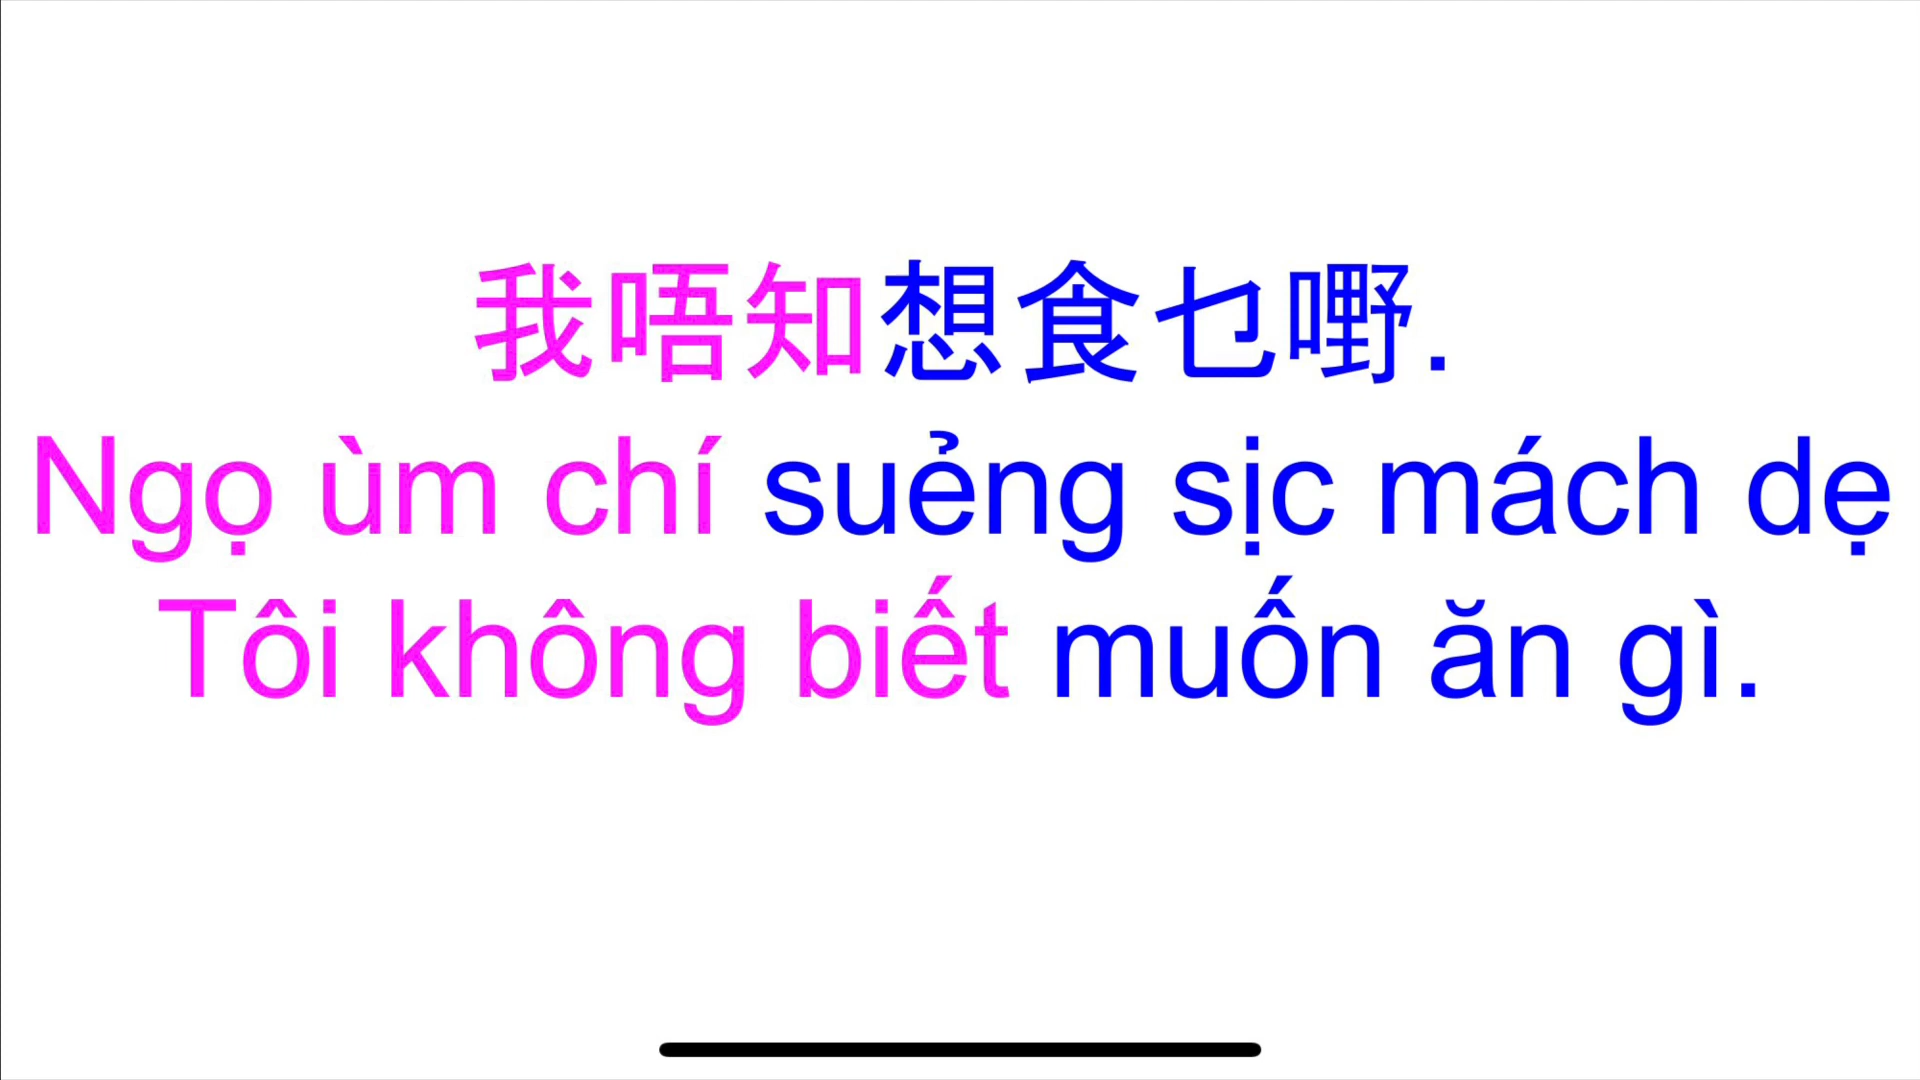 我唔知想食乜嘢.
Ngọ ùm chí suẻng sịc mách dẹ
Tôi không biết muốn ăn gì.